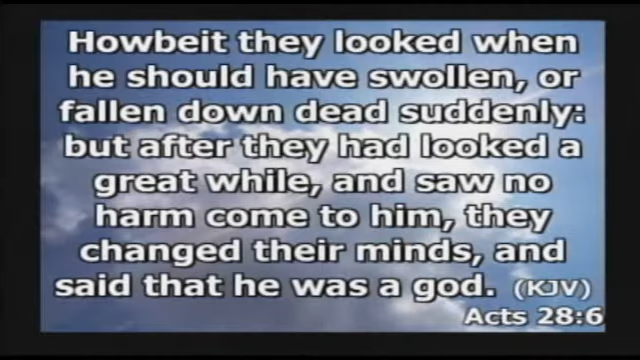 Howbeit they looked when
he should have swollen, or
fallen down dead suddenly:
but after they had looked a
great while, and saw no
harm come to him, they
changed their minds, and
said that he was a god. (KJV)
Acts 28:6